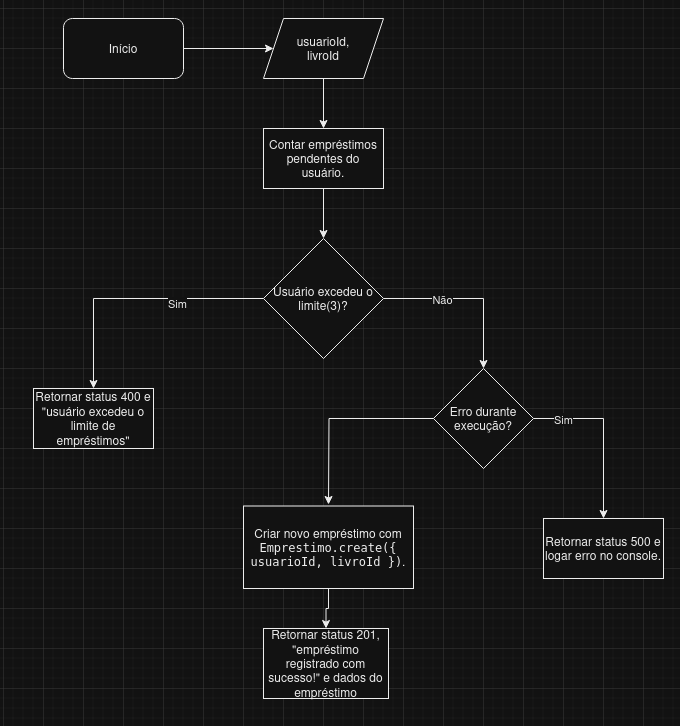 Início
usuarioId,
livroId
Contar empréstimos
pendentes do
usuário.
Usuário excedeu o
limite(3)?
Sim
Não
Retornar status 400 e
"usuário excedeu o
limite de
empréstimos"
Erro durante
execução?
Sim
Criar novo empréstimo com
Emprestimo.create({
usuarioId, livroId }).
Retornar status 500 e
logar erro no console.
Retornar status 201,
"empréstimo
registrado com
sucesso!" e dados do
empréstimo